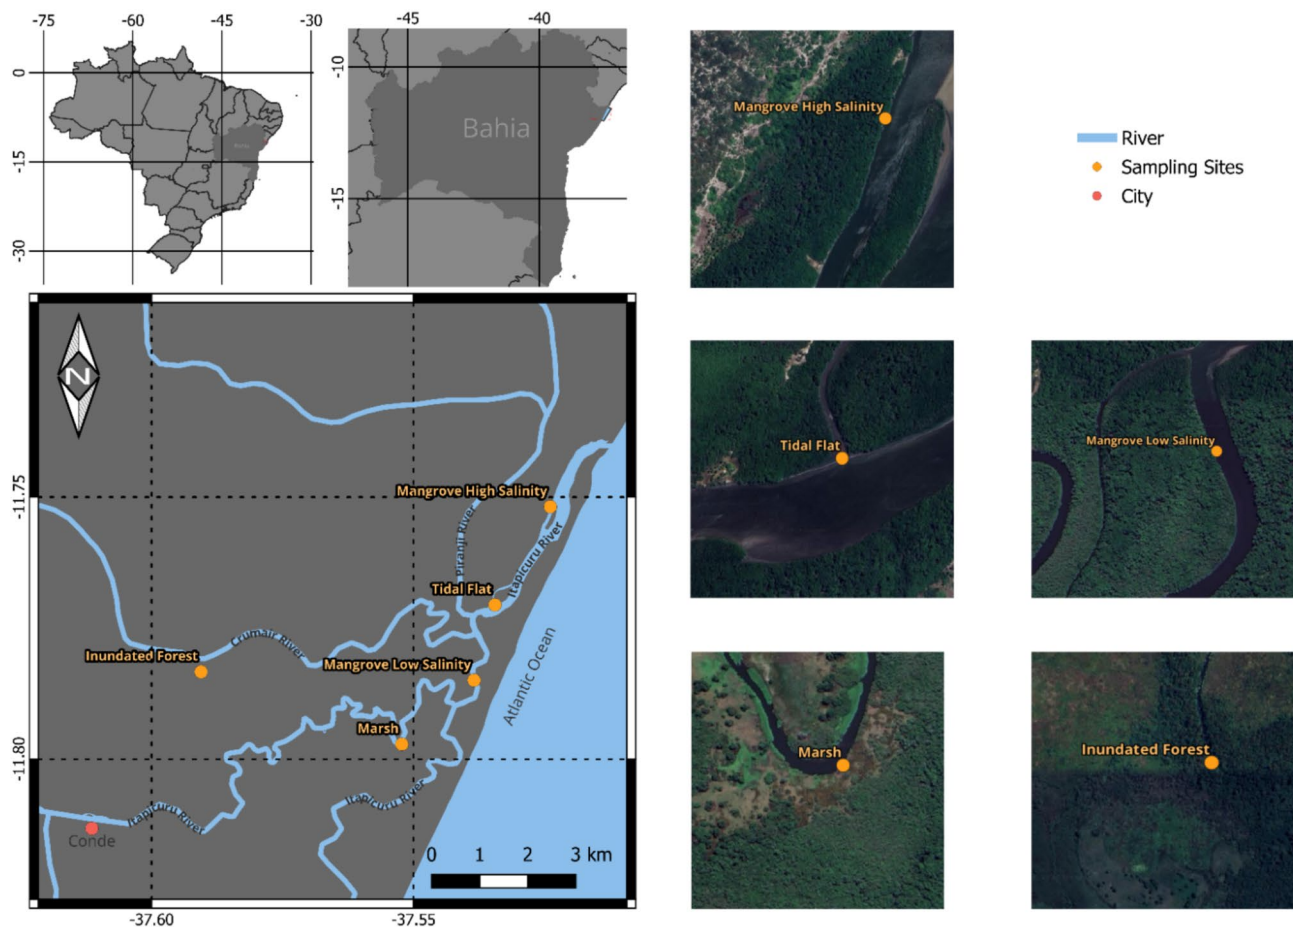 -75
-60
-45
-30
0
-15
-30
-45
-40
-10
-15
Bahia
Mangrove High Salinity
River
Sampling Sites
City
N
-11.75
-11.80
-37.60
-37.55
Mangrove High Salinity
Piranji River
Itapicuru River
Tidal Flat
Inundated Forest
Crumaír River
Mangrove Low Salinity
Marsh
Atlantic Ocean
Itapicuru River
Itapicuru River
Conde
0 1 2 3 km
Tidal Flat
Mangrove Low Salinity
Marsh
Inundated Forest